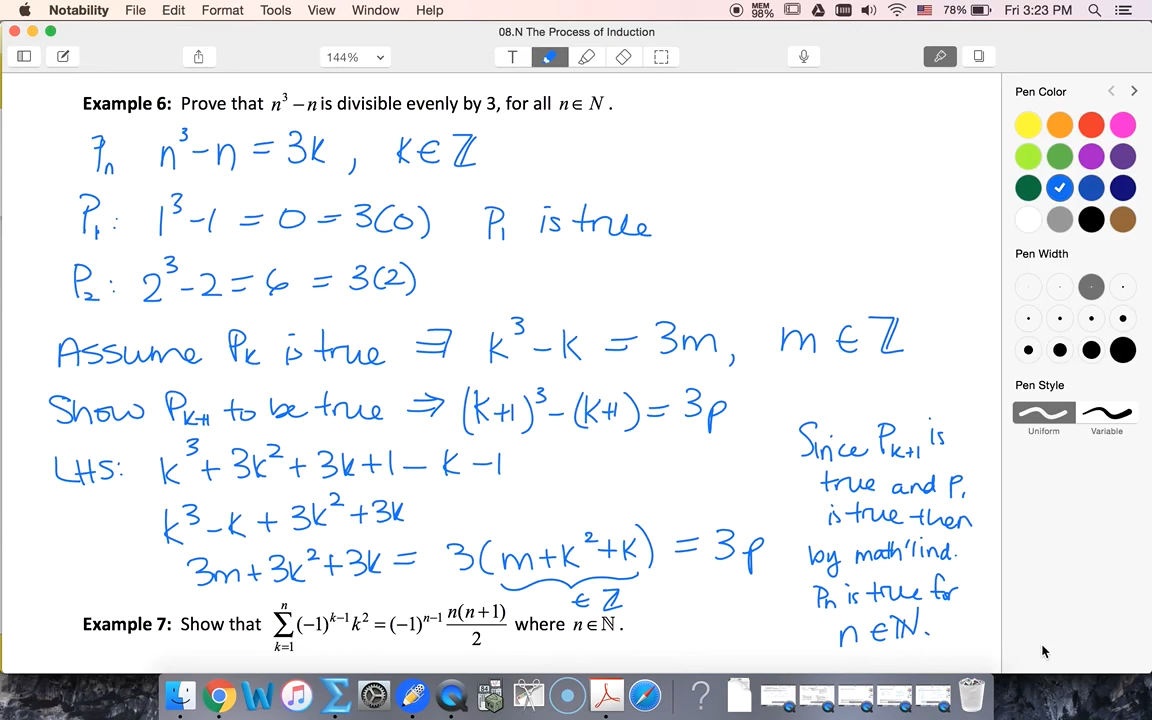 Notability File Edit Format Tools View Window Help MEM 98% 78% Fri 3:23 PM
08.N The Process of Induction
144% T
Example 6: Prove that n³ – n is divisible evenly by 3, for all n ∈ N .
Pn n³ – n = 3k , k ∈ ℤ
P₁: 1³ – 1 = 0 = 3(0) P₁ is true
P₂: 2³ – 2 = 6 = 3(2)
Assume Pk is true ⇒ k³ – k = 3m, m ∈ ℤ
Show Pk+1 to be true ⇒ (k+1)³ – (k+1) = 3p
LHS: k³ + 3k² + 3k + 1 – k – 1
k³ – k + 3k² + 3k
3m + 3k² + 3k = 3(m + k² + k) = 3p
∈ ℤ
Since Pk+1 is
true and P₁
is true then
by math'l ind.
Pn is true for
n ∈ ℕ.
Example 7: Show that n ∑ k=1 (−1)^(k−1) k² = (−1)^(n−1) n(n+1)/2 where n ∈ ℕ .
Pen Color
Pen Width
Pen Style
Uniform Variable